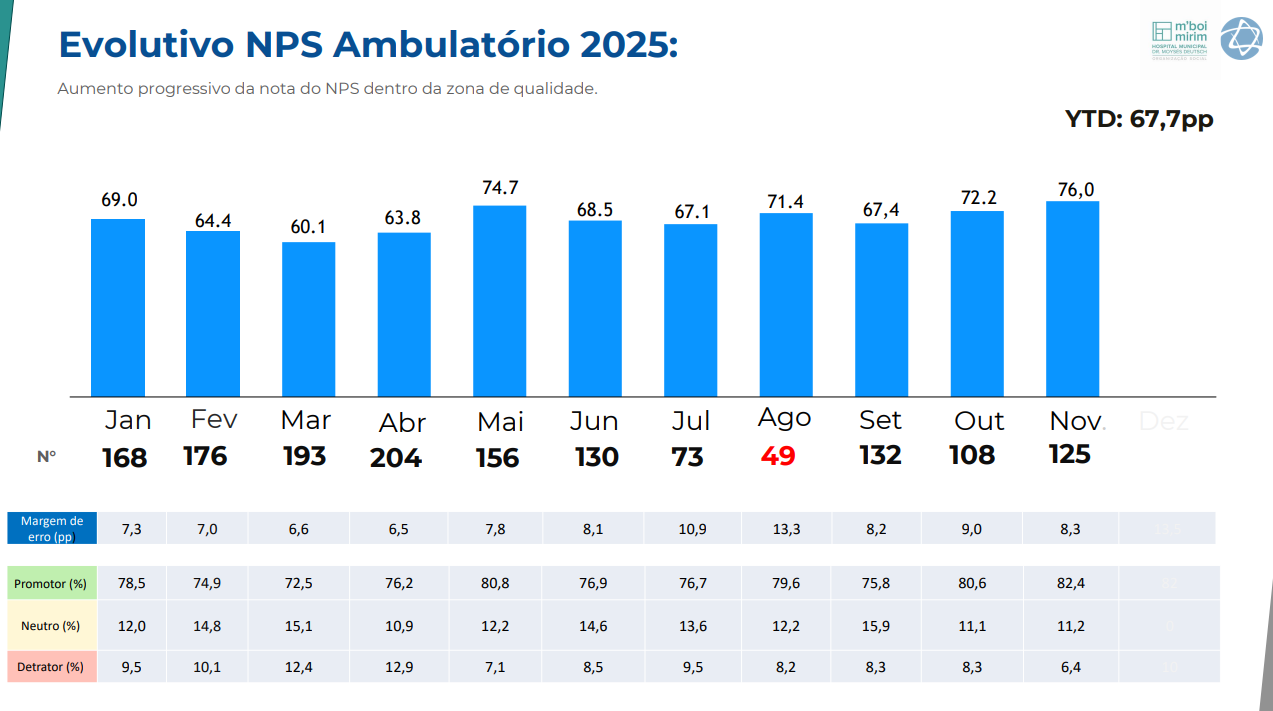 Evolutivo NPS Ambulatório 2025:
m'boi
mirim
HOSPITAL MUNICIPAL
DR. MOYSÉS DEUTSCH
ORGANIZAÇÃO SOCIAL
Aumento progressivo da nota do NPS dentro da zona de qualidade.
YTD: 67,7pp
69.0 64.4 60.1 63.8 74.7 68.5 67.1 71.4 67,4 72.2 76,0
Jan Fev Mar Abr Mai Jun Jul Ago Set Out Nov. Dez
Nº 168 176 193 204 156 130 73 49 132 108 125
Margem de
erro (pp) 7,3 7,0 6,6 6,5 7,8 8,1 10,9 13,3 8,2 9,0 8,3
Promotor (%) 78,5 74,9 72,5 76,2 80,8 76,9 76,7 79,6 75,8 80,6 82,4
Neutro (%) 12,0 14,8 15,1 10,9 12,2 14,6 13,6 12,2 15,9 11,1 11,2
Detrator (%) 9,5 10,1 12,4 12,9 7,1 8,5 9,5 8,2 8,3 8,3 6,4